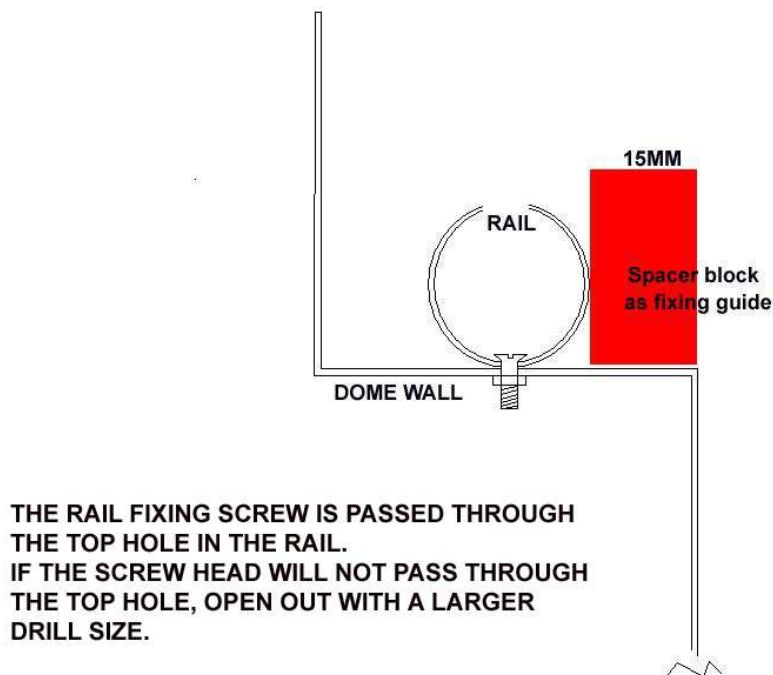 15MM
RAIL
Spacer block
as fixing guide
DOME WALL
THE RAIL FIXING SCREW IS PASSED THROUGH
THE TOP HOLE IN THE RAIL.
IF THE SCREW HEAD WILL NOT PASS THROUGH
THE TOP HOLE, OPEN OUT WITH A LARGER
DRILL SIZE.